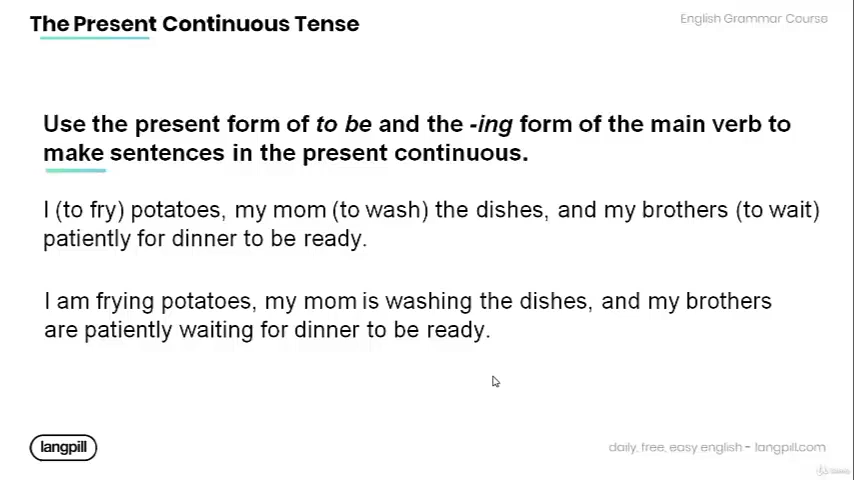 The Present Continuous Tense
English Grammar Course
Use the present form of to be and the -ing form of the main verb to
make sentences in the present continuous.
I (to fry) potatoes, my mom (to wash) the dishes, and my brothers (to wait)
patiently for dinner to be ready.
I am frying potatoes, my mom is washing the dishes, and my brothers
are patiently waiting for dinner to be ready.
langpill
daily, free, easy english - langpill.com